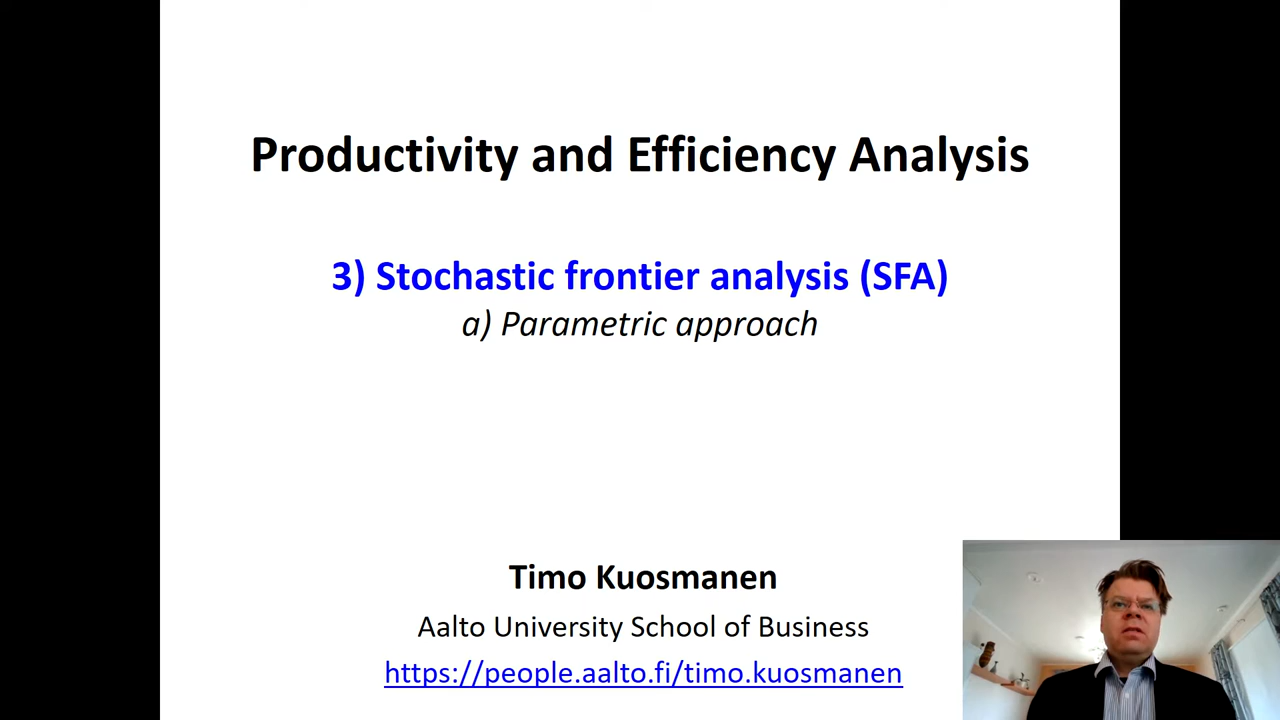 Productivity and Efficiency Analysis
3) Stochastic frontier analysis (SFA)
a) Parametric approach
Timo Kuosmanen
Aalto University School of Business
https://people.aalto.fi/timo.kuosmanen